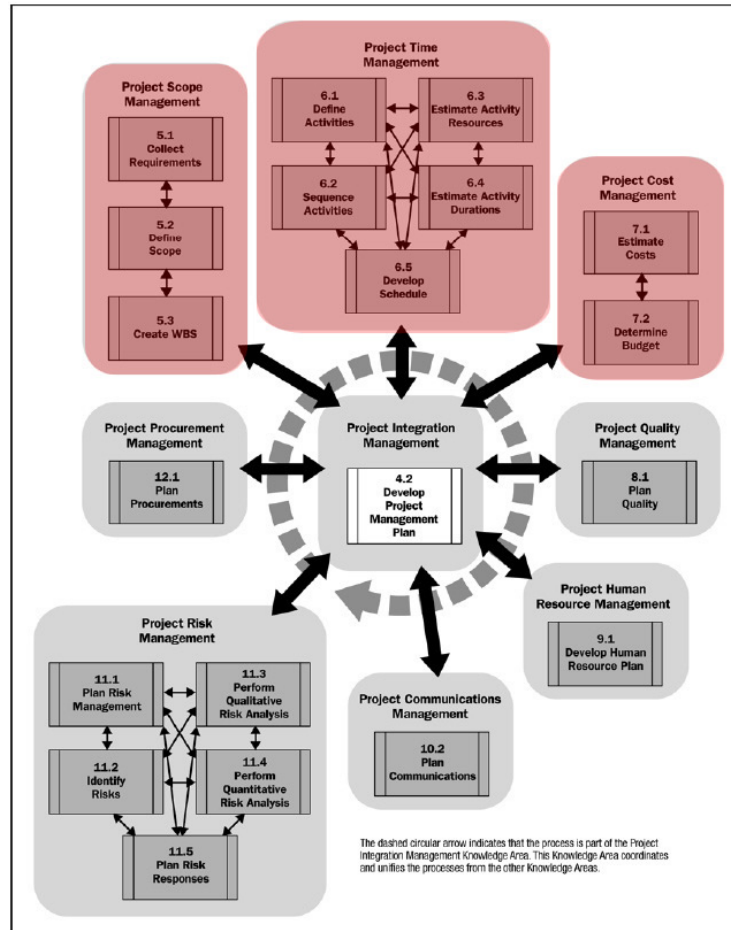 Project Time
Management
6.1
Define
Activities
6.3
Estimate Activity
Resources
6.2
Sequence
Activities
6.4
Estimate Activity
Durations
6.5
Develop
Schedule
Project Scope
Management
5.1
Collect
Requirements
5.2
Define
Scope
5.3
Create WBS
Project Cost
Management
7.1
Estimate
Costs
7.2
Determine
Budget
Project Procurement
Management
12.1
Plan
Procurements
Project Integration
Management
4.2
Develop
Project
Management
Plan
Project Quality
Management
8.1
Plan
Quality
Project Human
Resource Management
9.1
Develop Human
Resource Plan
Project Risk
Management
11.1
Plan Risk
Management
11.3
Perform
Qualitative
Risk Analysis
11.2
Identify
Risks
11.4
Perform
Quantitative
Risk Analysis
11.5
Plan Risk
Responses
Project Communications
Management
10.2
Plan
Communications
The dashed circular arrow indicates that the process is part of the Project
Integration Management Knowledge Area. This Knowledge Area coordinates
and unifies the processes from the other Knowledge Areas.